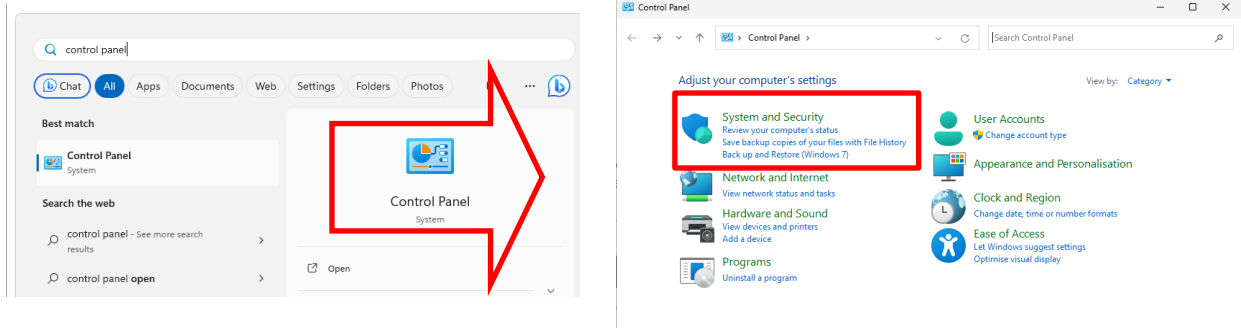 control panel
Chat All Apps Documents Web Settings Folders Photos ...
Best match
Control Panel
System
Search the web
control panel - See more search
results
control panel open
Control Panel
System
Open
Control Panel
Control Panel
Search Control Panel
Adjust your computer's settings
View by: Category
System and Security
Review your computer's status
Save backup copies of your files with File History
Back up and Restore (Windows 7)
Network and Internet
View network status and tasks
Hardware and Sound
View devices and printers
Add a device
Programs
Uninstall a program
User Accounts
Change account type
Appearance and Personalisation
Clock and Region
Change date, time or number formats
Ease of Access
Let Windows suggest settings
Optimise visual display